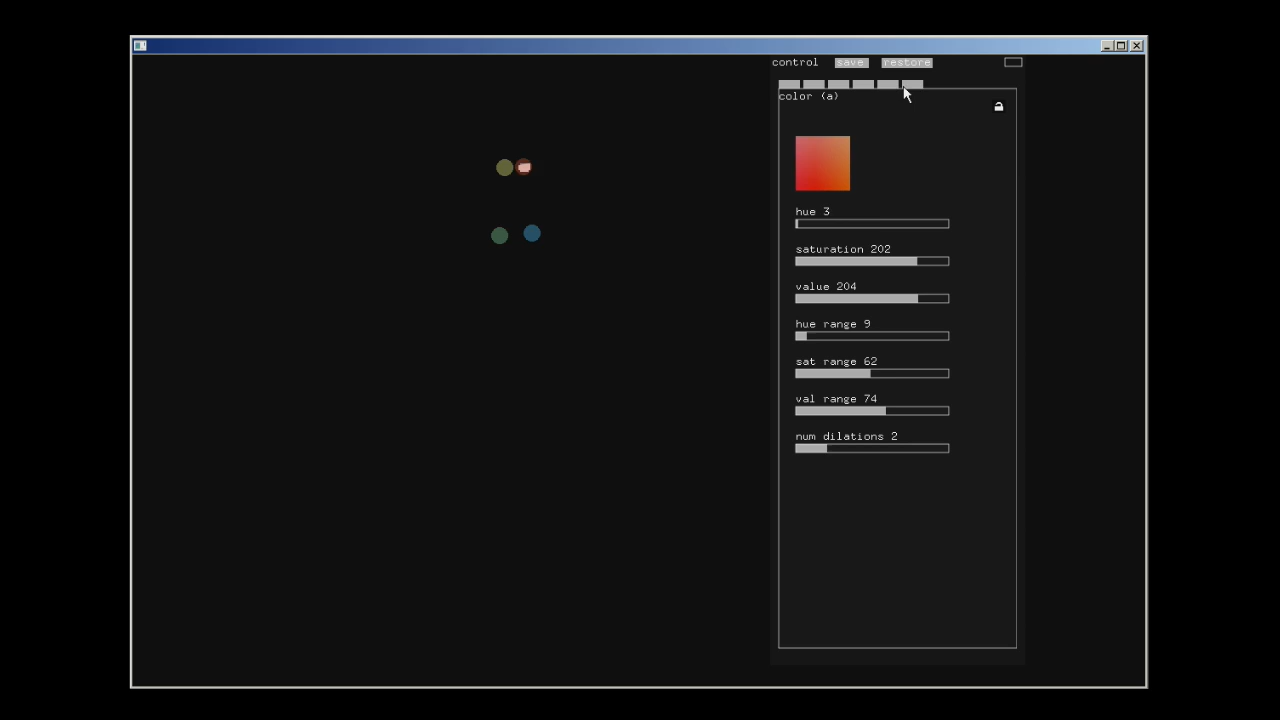 control save restore
color (a)
hue 3
saturation 202
value 204
hue range 9
sat range 62
val range 74
num dilations 2